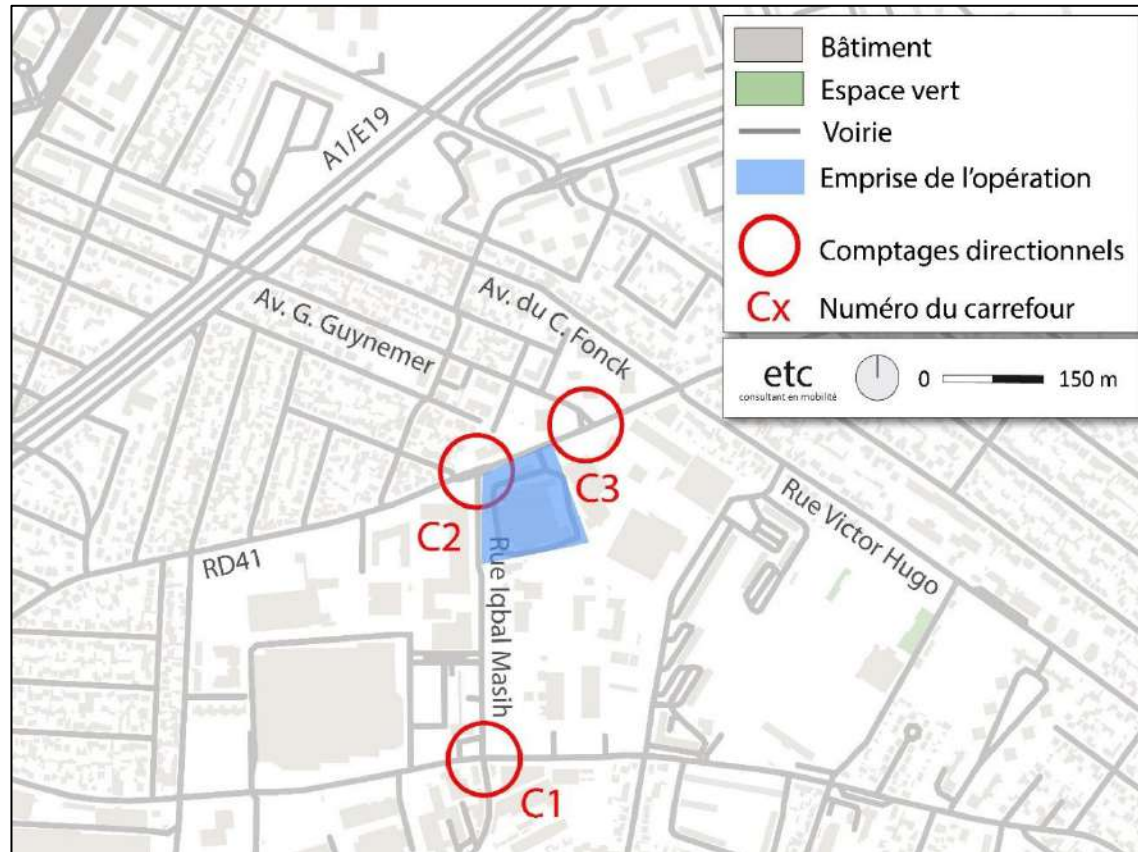 Bâtiment
Espace vert
Voirie
Emprise de l'opération
Comptages directionnels
Cx Numéro du carrefour
etc
consultant en mobilité
0 150 m
A1/E19
Av. G. Guynemer
Av. du C. Fonck
C3
C2
RD41
Rue Victor Hugo
Rue Iqbal Masih
C1